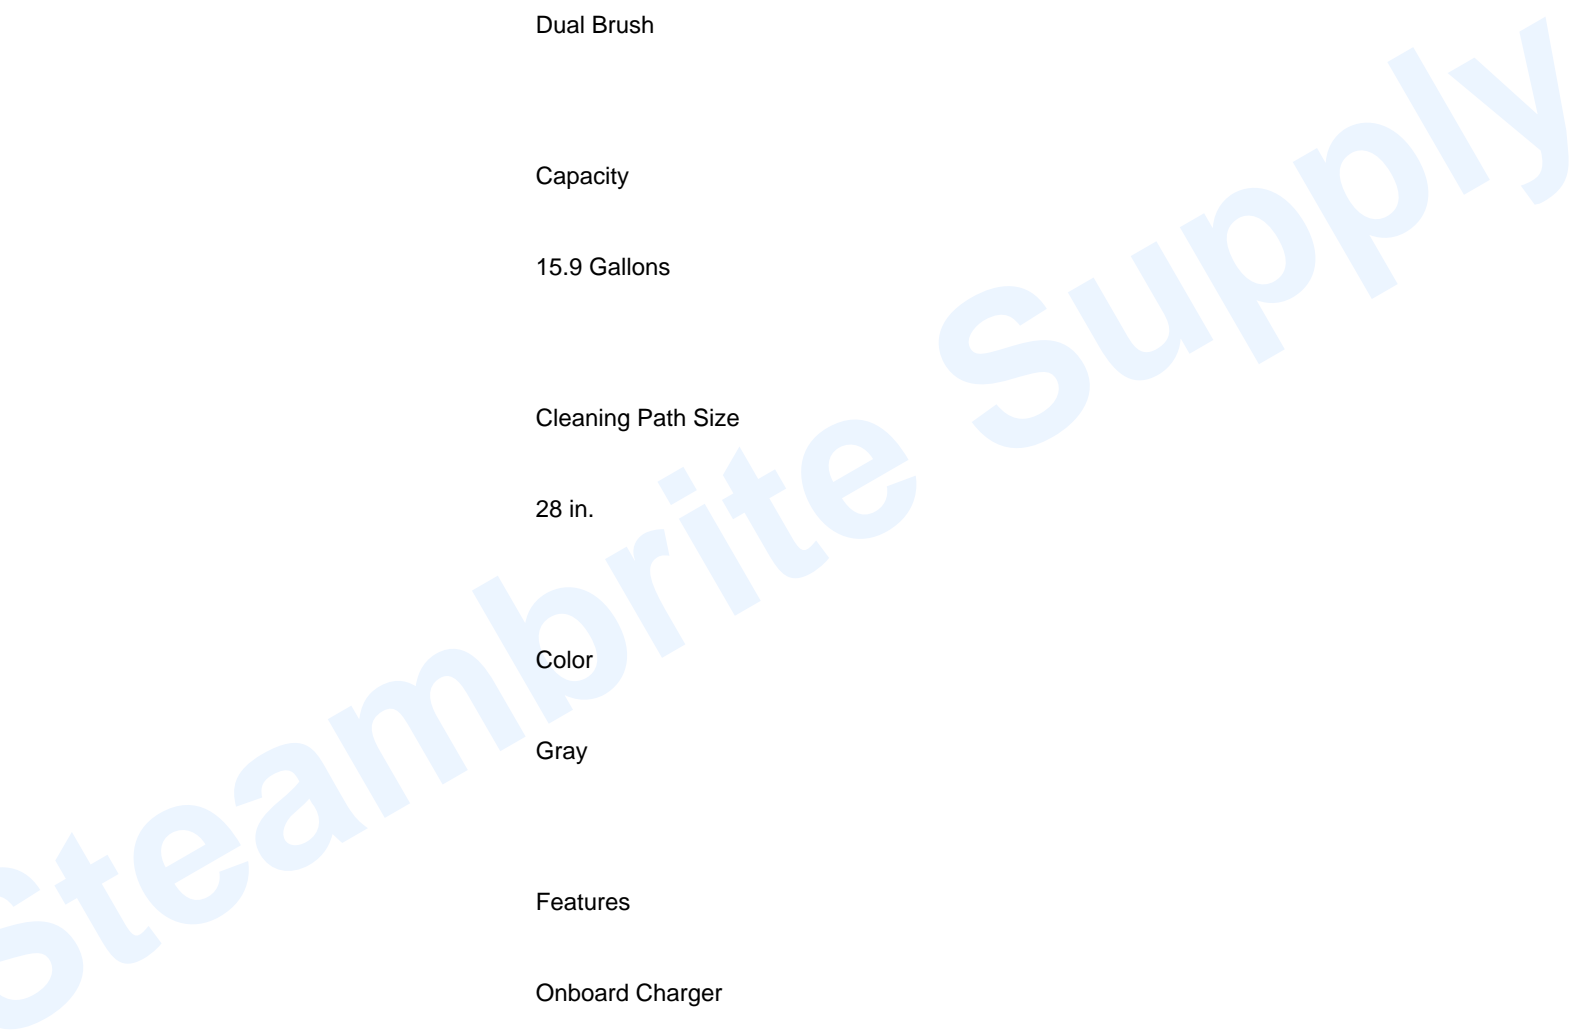 Dual Brush
Capacity
15.9 Gallons
Cleaning Path Size
28 in.
Color
Gray
Features
Onboard Charger
Steambrite Supply